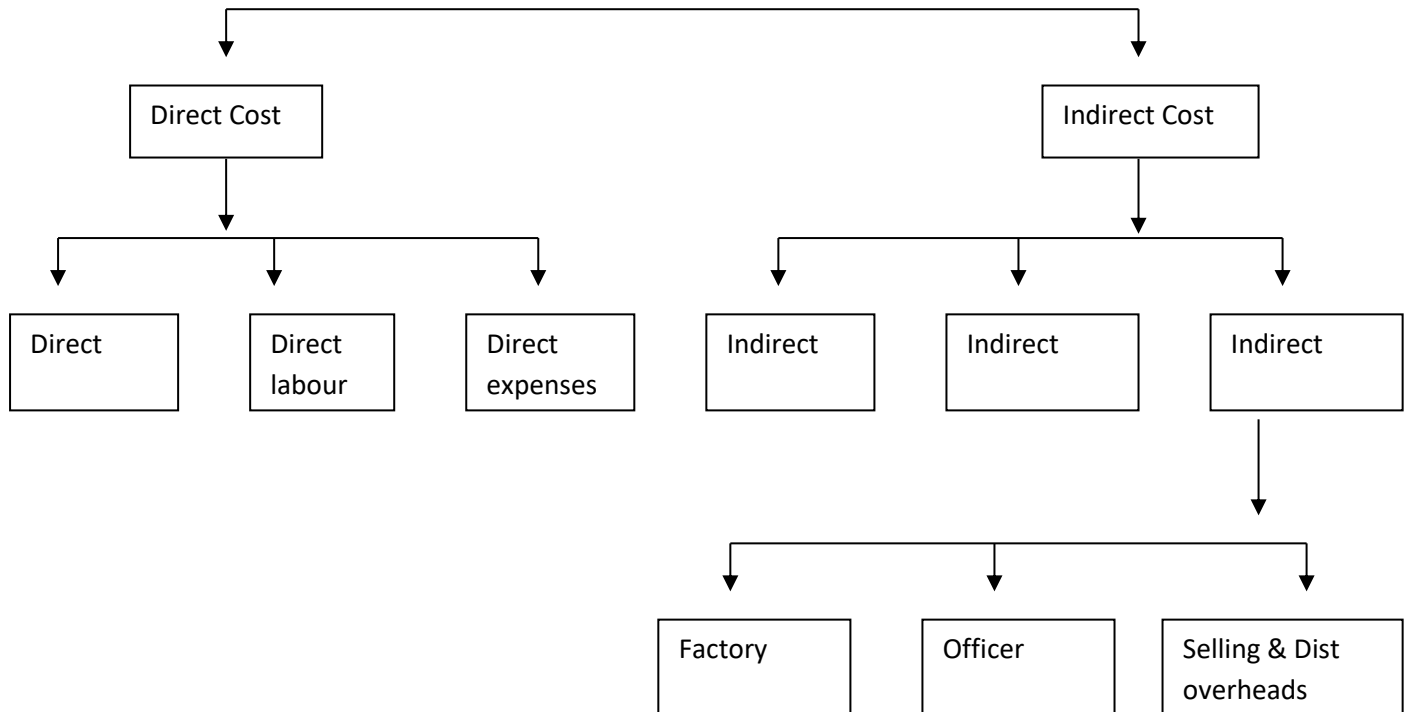 Direct Cost
Indirect Cost
Direct
Direct
labour
Direct
expenses
Indirect
Indirect
Indirect
Factory
Officer
Selling & Dist
overheads